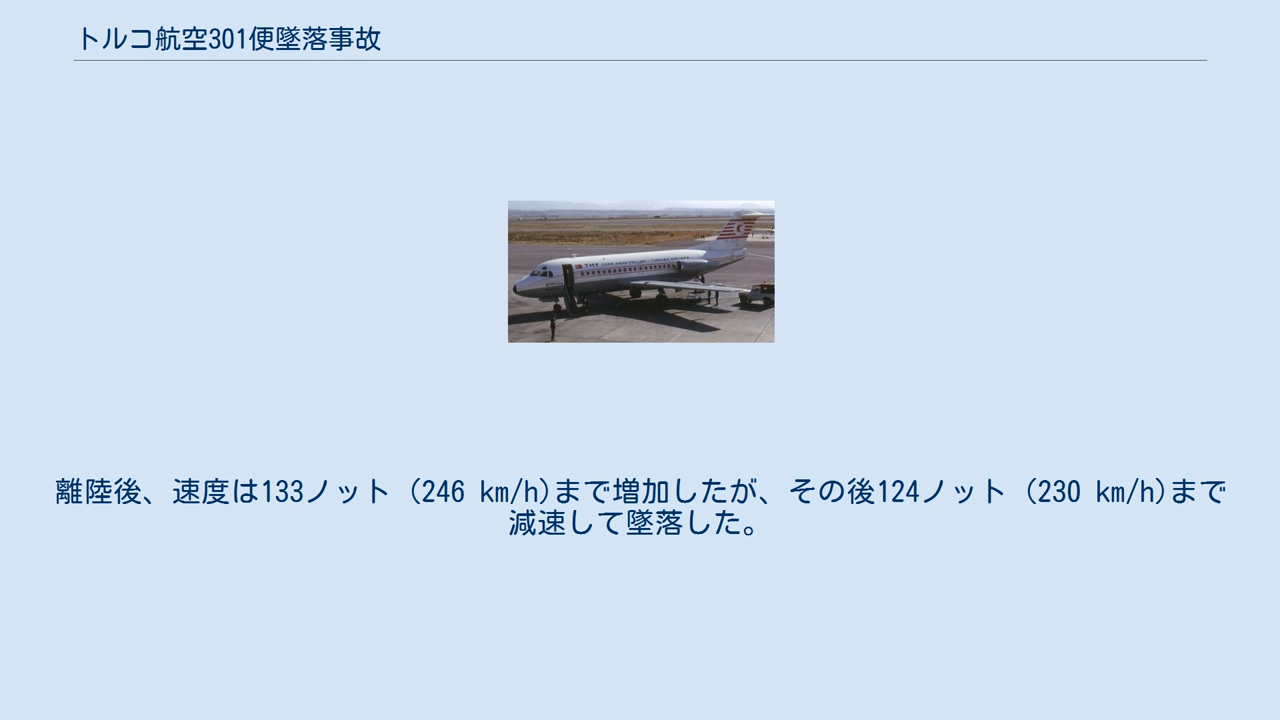 トルコ航空301便墜落事故
離陸後、速度は133ノット (246 km/h)まで増加したが、その後124ノット (230 km/h)まで
減速して墜落した。